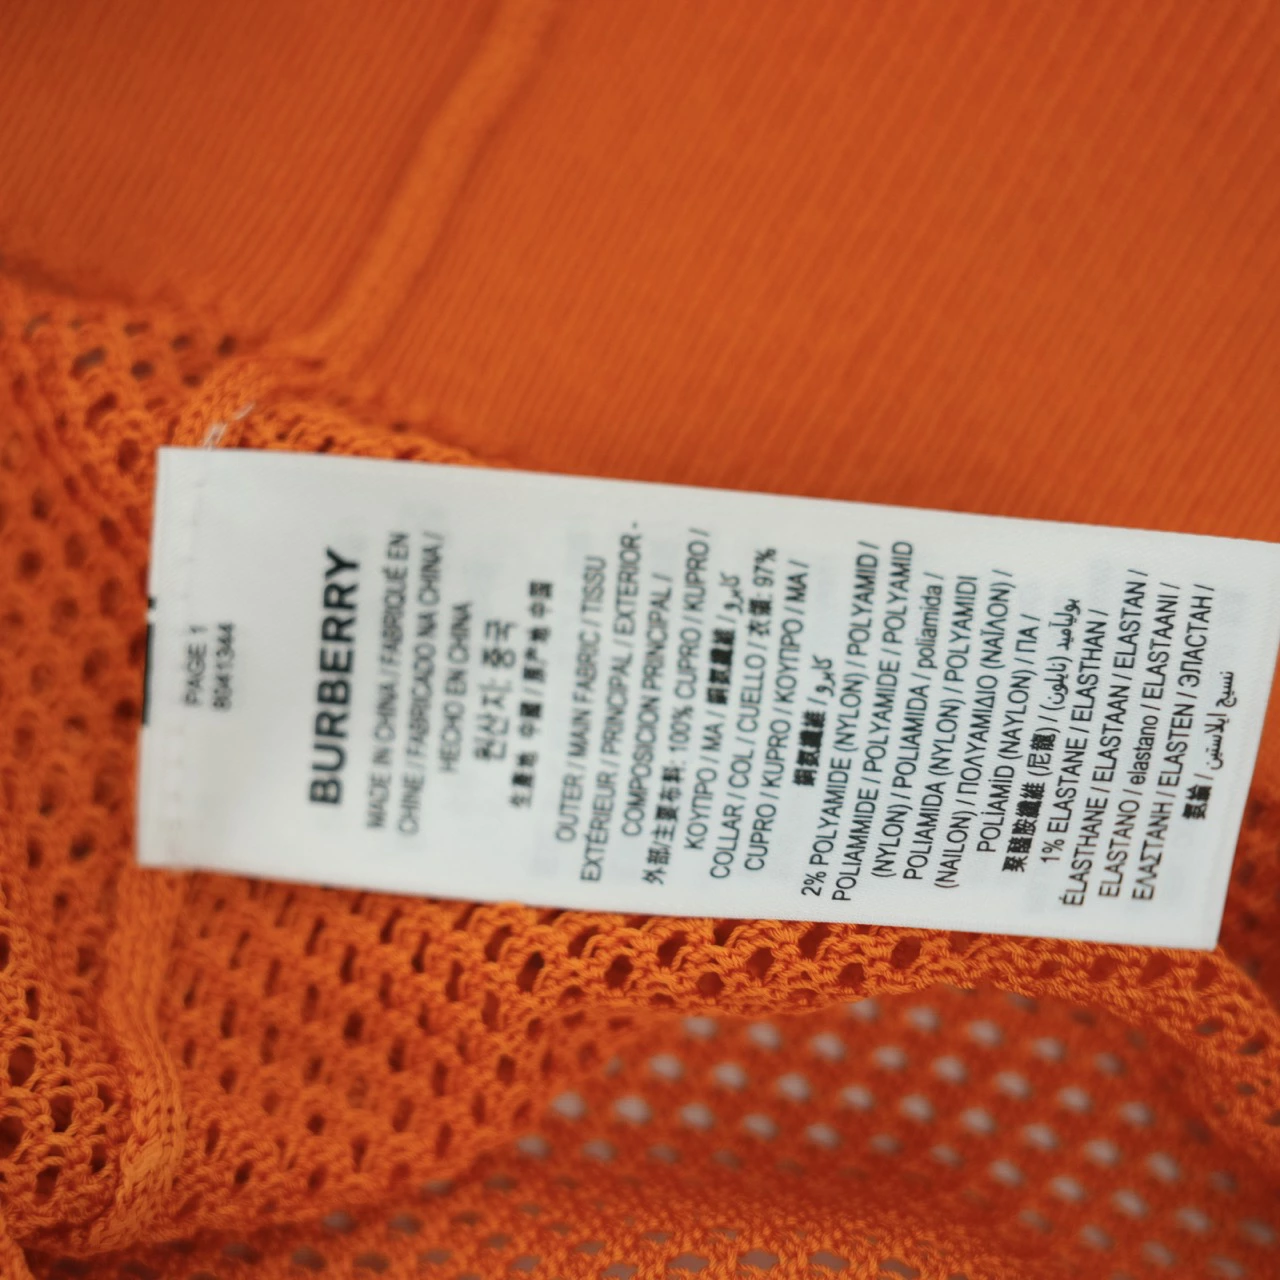 PAGE 1
8041344
BURBERRY
MADE IN CHINA / FABRIQUÉ EN
CHINE / FABRICADO NA CHINA /
HECHO EN CHINA
원산지: 중국
生產地 中國 / 原产地 中国
OUTER / MAIN FABRIC / TISSU
EXTÉRIEUR / PRINCIPAL / EXTERIOR -
COMPOSICION PRINCIPAL /
外部/主要布料: 100% CUPRO / KUPRO /
ΚΟΥΠΡΟ / MA / 銅氨纖維 / كابرو
COLLAR / COL / CUELLO / 衣領: 97%
CUPRO / KUPRO / ΚΟΥΠΡΟ / MA /
銅氨纖維 / كابرو
2% POLYAMIDE (NYLON) / POLYAMID /
POLIAMMIDE / POLYAMIDE / POLYAMID
(NYLON) / POLIAMIDA / poliamida /
POLIAMIDA (NYLON) / POLYAMIDI
(NAILON) / ΠΟΛΥΑΜΙΔΙΟ (ΝΑΪΛΟΝ) /
POLİAMİD (NAYLON) / ПА /
聚醯胺纖維 (尼龍) / بولياميد (نايلون)
1% ELASTANE / ELASTHAN /
ÉLASTHANE / ELASTAAN / ELASTAN /
ELASTANO / elastano / ELASTAANI /
ΕΛΑΣΤΑΝΗ / ELASTEN / ЭЛАСТАН /
氨綸 / نسيج إيلاستين